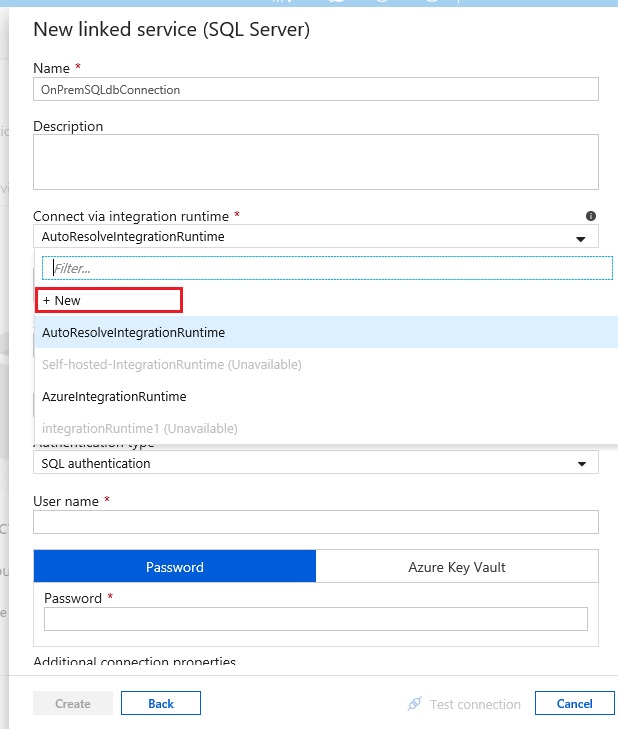 New linked service (SQL Server)
Name *
OnPremSQLdbConnection
Description
Connect via integration runtime *
AutoResolveIntegrationRuntime
Filter...
+ New
AutoResolveIntegrationRuntime
Self-hosted-IntegrationRuntime (Unavailable)
AzureIntegrationRuntime
integrationRuntime1 (Unavailable)
Authentication type
SQL authentication
User name *
Password
Azure Key Vault
Password *
Additional connection properties
Create
Back
Test connection
Cancel